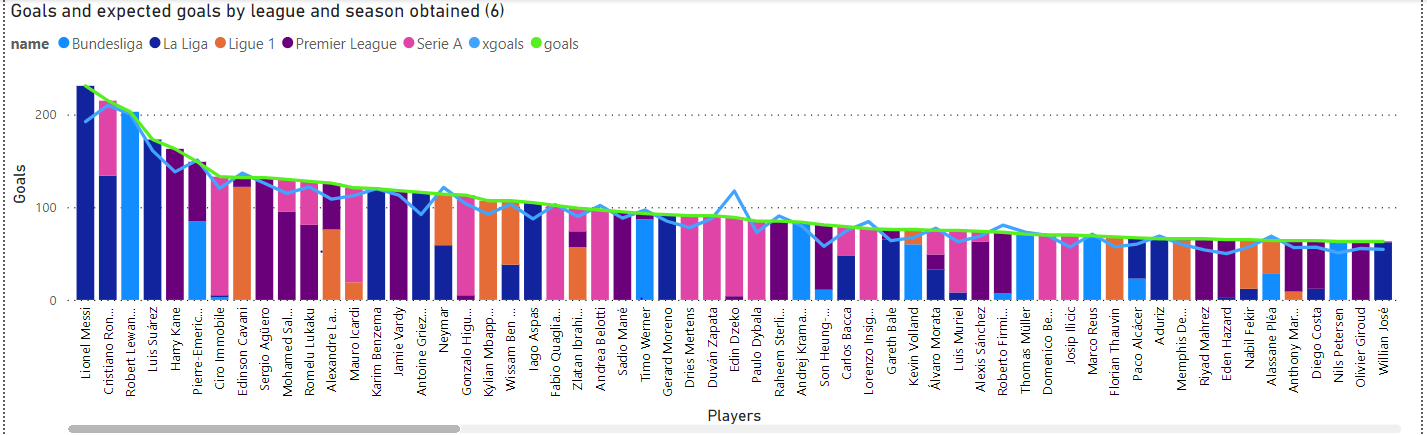 Goals and expected goals by league and season obtained (6)
name Bundesliga La Liga Ligue 1 Premier League Serie A xgoals goals
Goals
200
100
0
Lionel Messi
Cristiano Ron...
Robert Lewan...
Luis Suárez
Harry Kane
Pierre-Emeric...
Ciro Immobile
Edinson Cavani
Sergio Agüero
Mohamed Sal...
Romelu Lukaku
Alexandre La...
Mauro Icardi
Karim Benzema
Jamie Vardy
Antoine Griez...
Neymar
Gonzalo Higu...
Kylian Mbapp...
Wissam Ben ...
Iago Aspas
Fabio Quaglia...
Zlatan Ibrahi...
Andrea Belotti
Sadio Mané
Timo Werner
Gerard Moreno
Dries Mertens
Duván Zapata
Edin Dzeko
Paulo Dybala
Raheem Sterli...
Andrej Krama...
Son Heung-...
Carlos Bacca
Lorenzo Insig...
Gareth Bale
Kevin Volland
Álvaro Morata
Luis Muriel
Alexis Sánchez
Roberto Firmi...
Thomas Müller
Domenico Be...
Josip Ilicic
Marco Reus
Florian Thauvin
Paco Alcácer
Aduriz
Memphis De...
Riyad Mahrez
Eden Hazard
Nabil Fekir
Alassane Pléa
Anthony Mar...
Diego Costa
Nils Petersen
Olivier Giroud
Willian José
Players